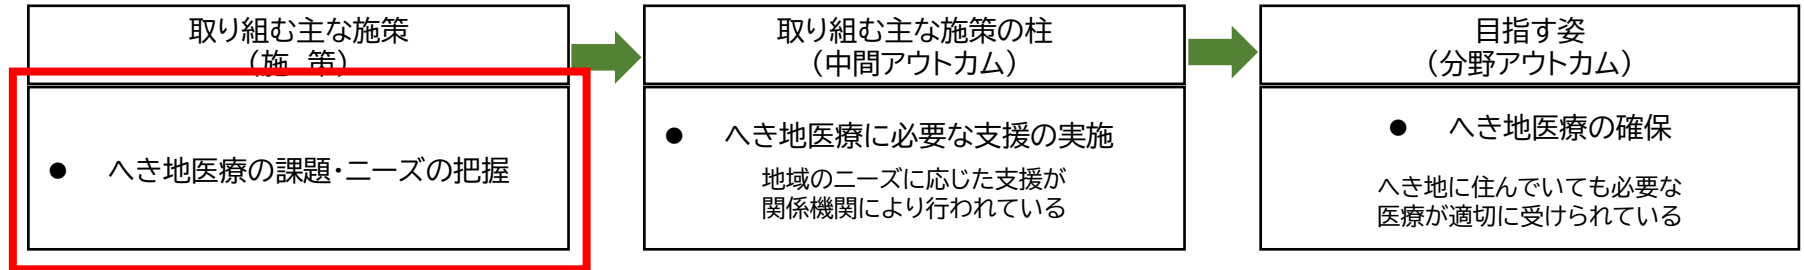 取り組む主な施策
（施　策）
● へき地医療の課題・ニーズの把握
取り組む主な施策の柱
（中間アウトカム）
● へき地医療に必要な支援の実施
地域のニーズに応じた支援が
関係機関により行われている
目指す姿
（分野アウトカム）
● へき地医療の確保
へき地に住んでいても必要な
医療が適切に受けられている